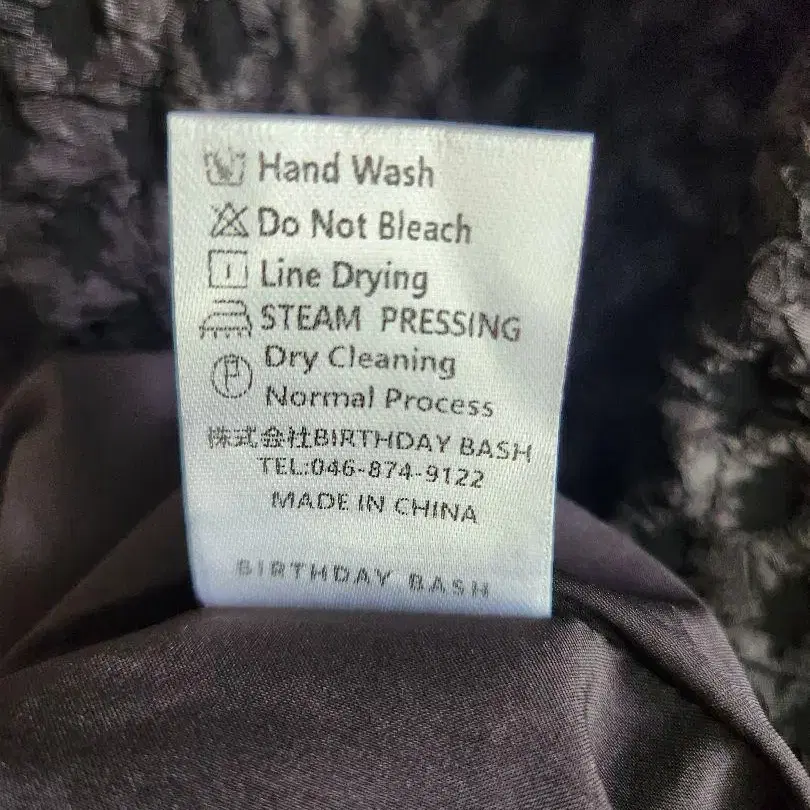 Hand Wash
Do Not Bleach
Line Drying
STEAM PRESSING
Dry Cleaning
P Normal Process
株式会社BIRTHDAY BASH
TEL:046-874-9122
MADE IN CHINA
BIRTHDAY BASH